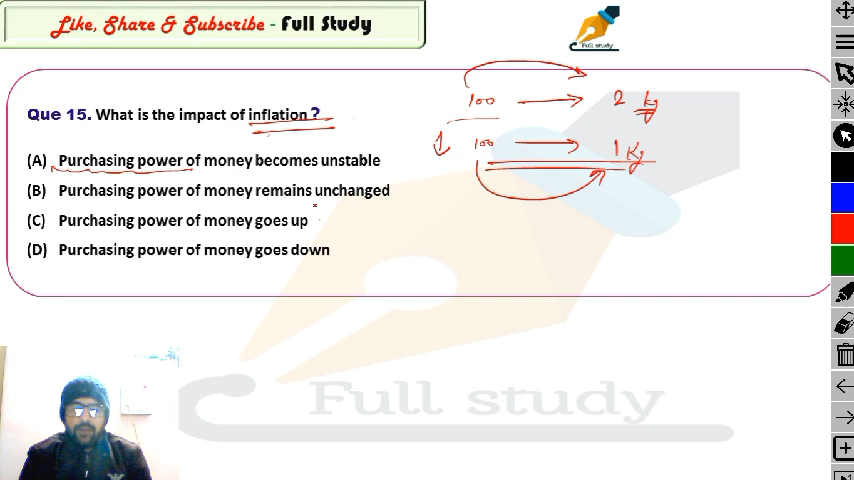 Like, Share & Subscribe - Full Study
Full study
Que 15. What is the impact of inflation ?
(A) Purchasing power of money becomes unstable
(B) Purchasing power of money remains unchanged
(C) Purchasing power of money goes up
(D) Purchasing power of money goes down
100 → 2 kg
100 → 1 kg
Full study